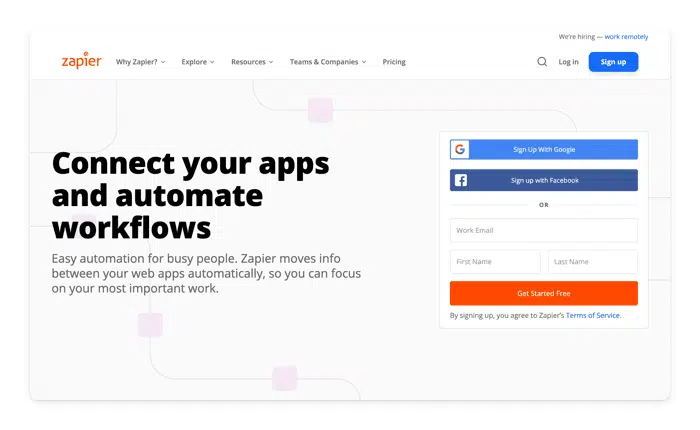 We're hiring — work remotely
zapier
Why Zapier? Explore Resources Teams & Companies Pricing Log in Sign up
Connect your apps
and automate
workflows
Easy automation for busy people. Zapier moves info
between your web apps automatically, so you can focus
on your most important work.
Sign Up With Google
Sign up with Facebook
OR
Work Email
First Name Last Name
Get Started Free
By signing up, you agree to Zapier's Terms of Service.